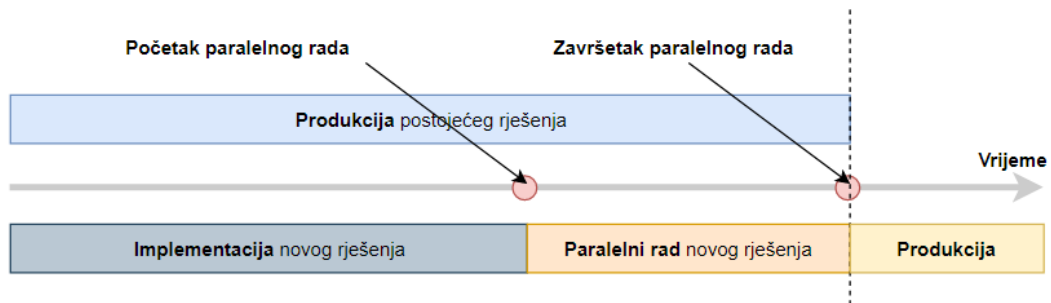 Početak paralelnog rada
Završetak paralelnog rada
Produkcija postojećeg rješenja
Vrijeme
Implementacija novog rješenja
Paralelni rad novog rješenja
Produkcija